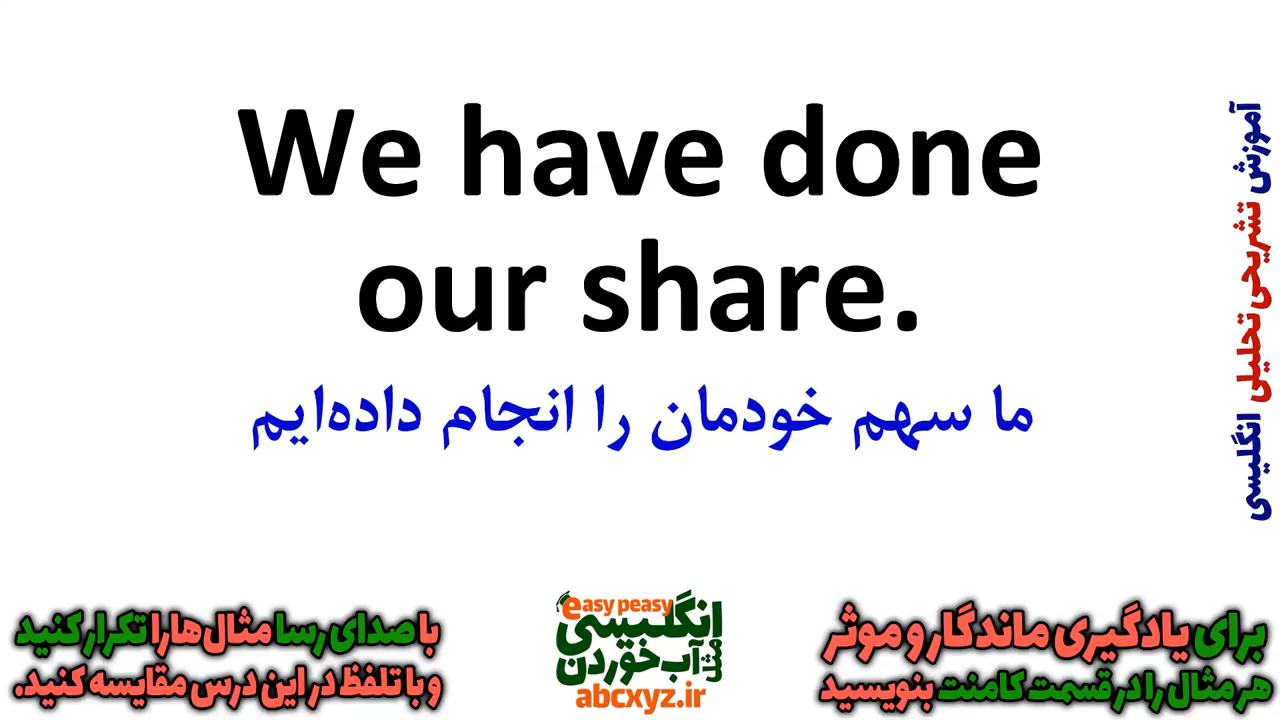 We have done
our share.
ما سهم خودمان را انجام داده‌ایم
آموزش تشریحی تحلیلی انگلیسی
برای یادگیری ماندگار و موثر
هر مثال را در قسمت کامنت بنویسید
easy peasy
انگلیسی
مثل آب خوردن
abcxyz.ir
با صدای رسا مثال‌ها را تکرار کنید
و با تلفظ در این درس مقایسه کنید.